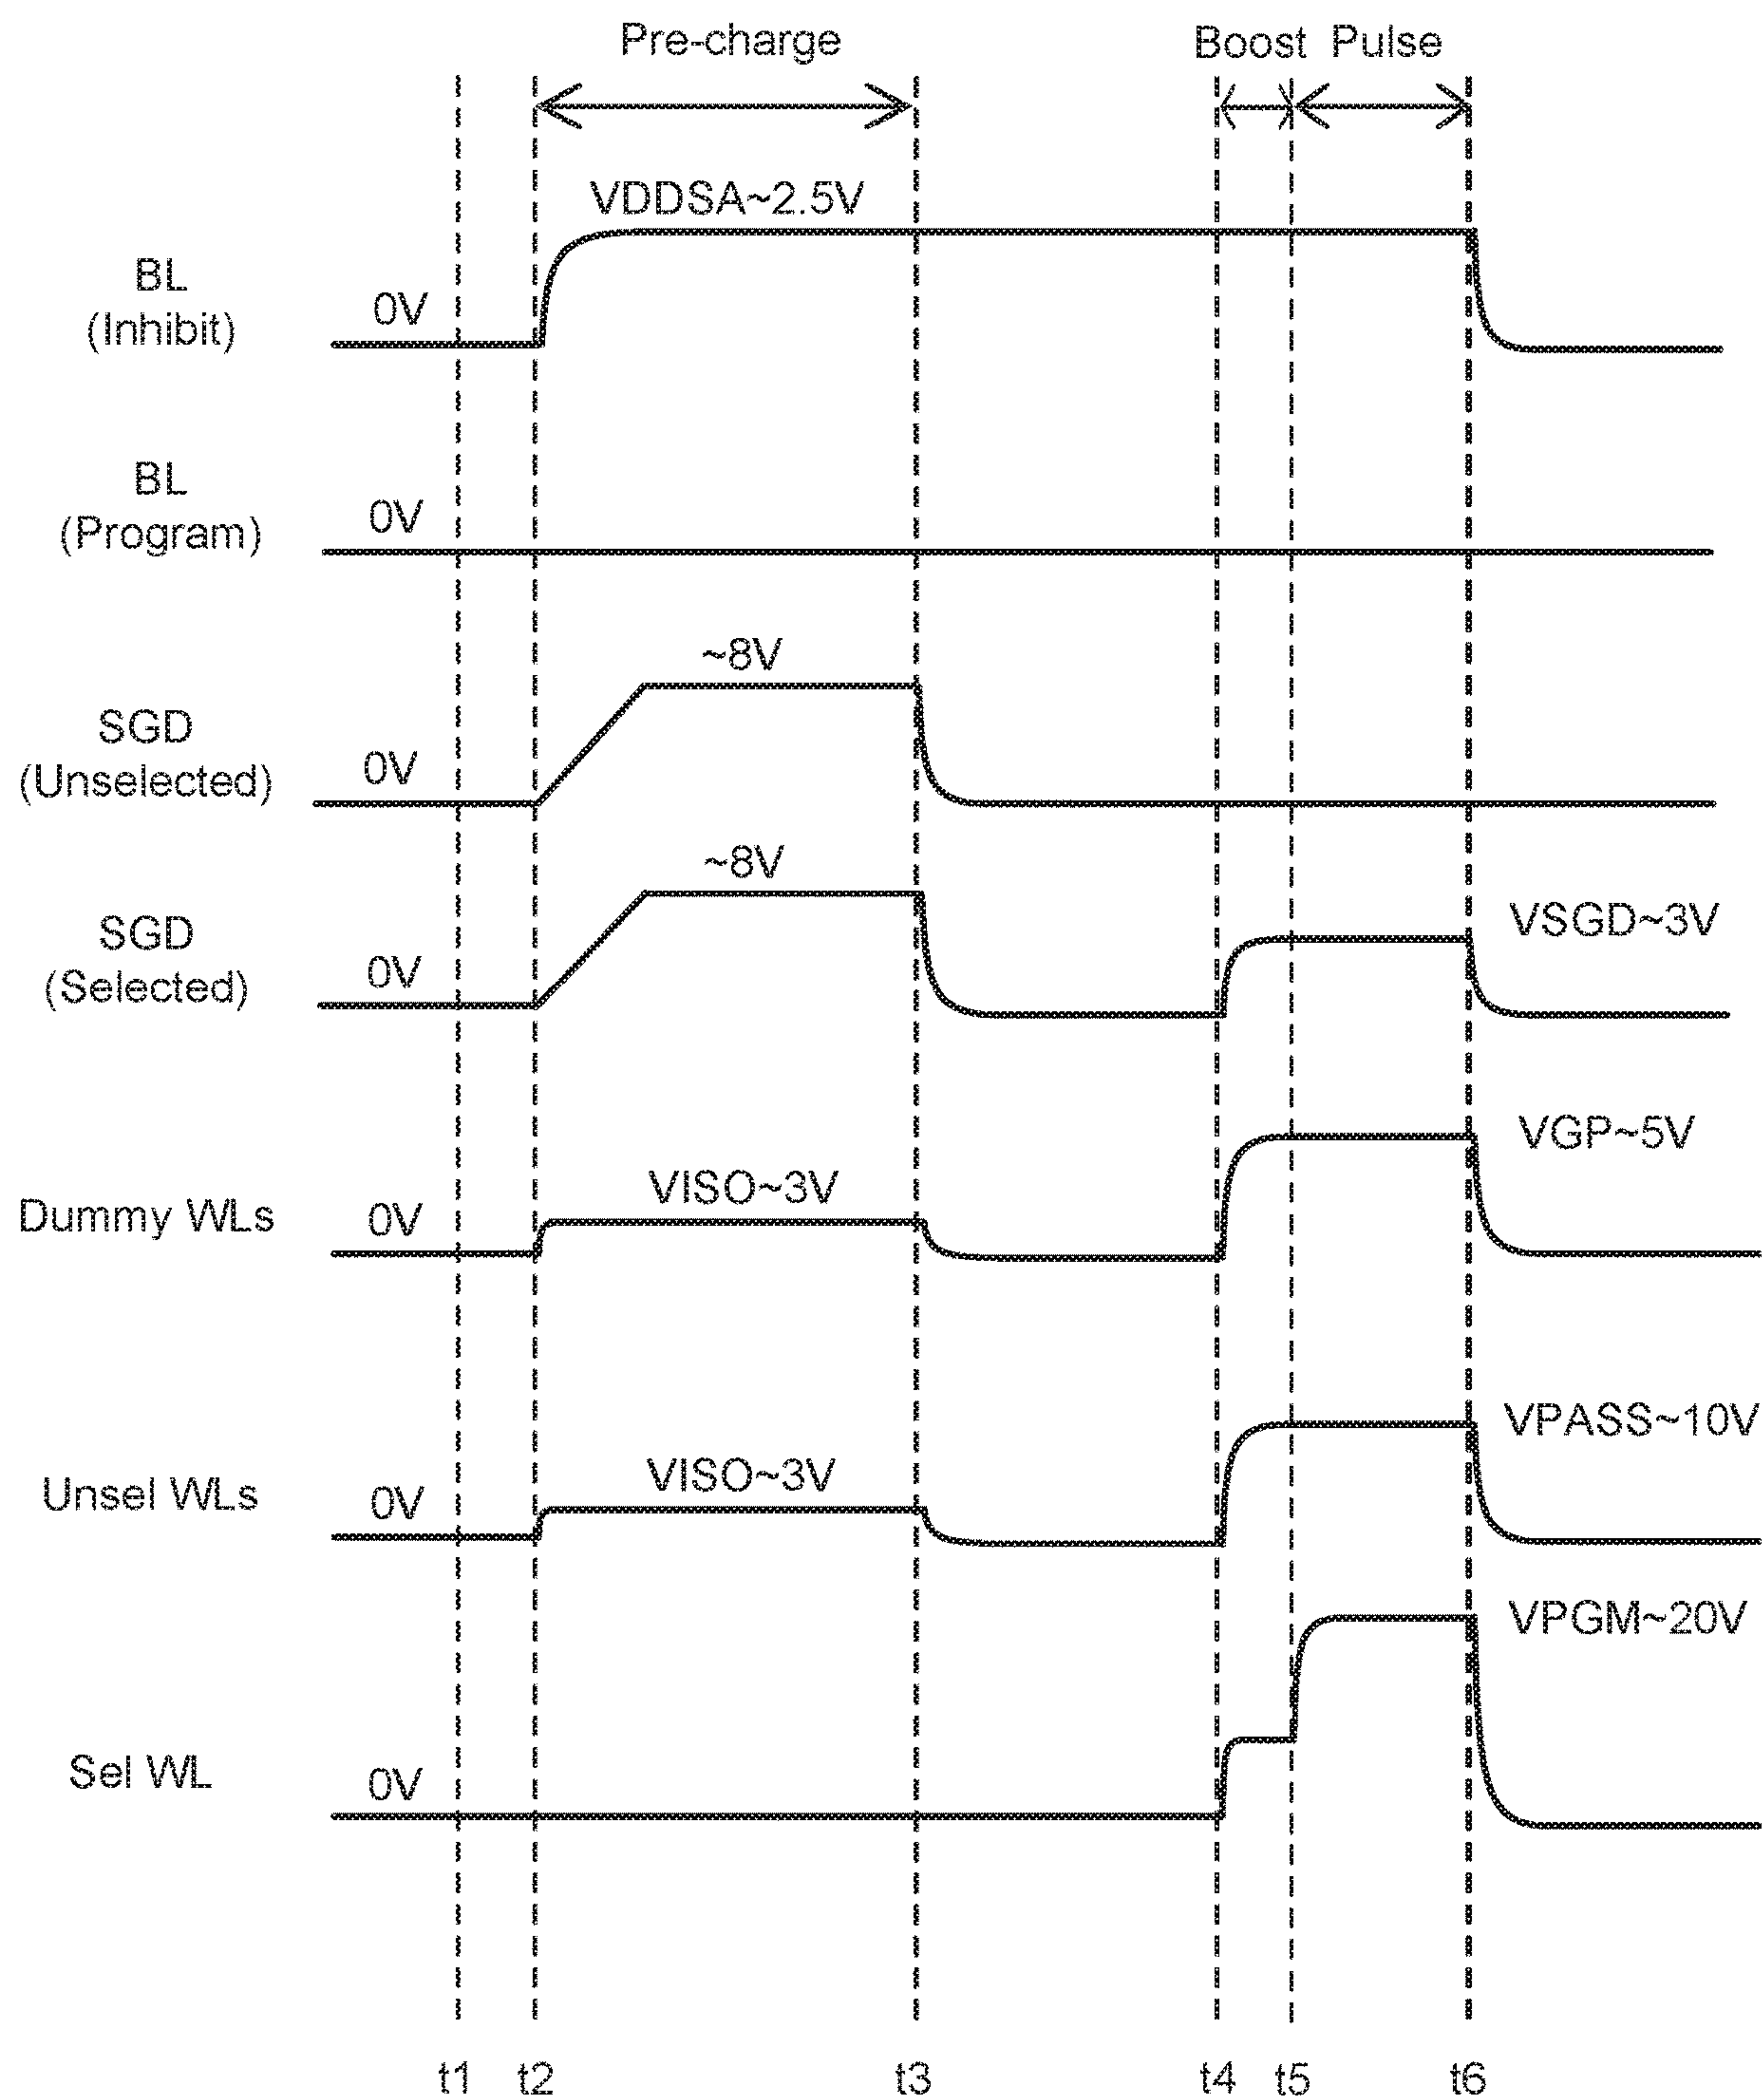 Pre-charge
Boost Pulse
VDDSA~2.5V
BL
(Inhibit)
0V
BL
(Program)
0V
~8V
SGD
(Unselected)
0V
~8V
SGD
(Selected)
0V
VSGD~3V
VGP~5V
VISO~3V
Dummy WLs
0V
VPASS~10V
VISO~3V
Unsel WLs
0V
VPGM~20V
Sel WL
0V
t1 t2 t3 t4 t5 t6